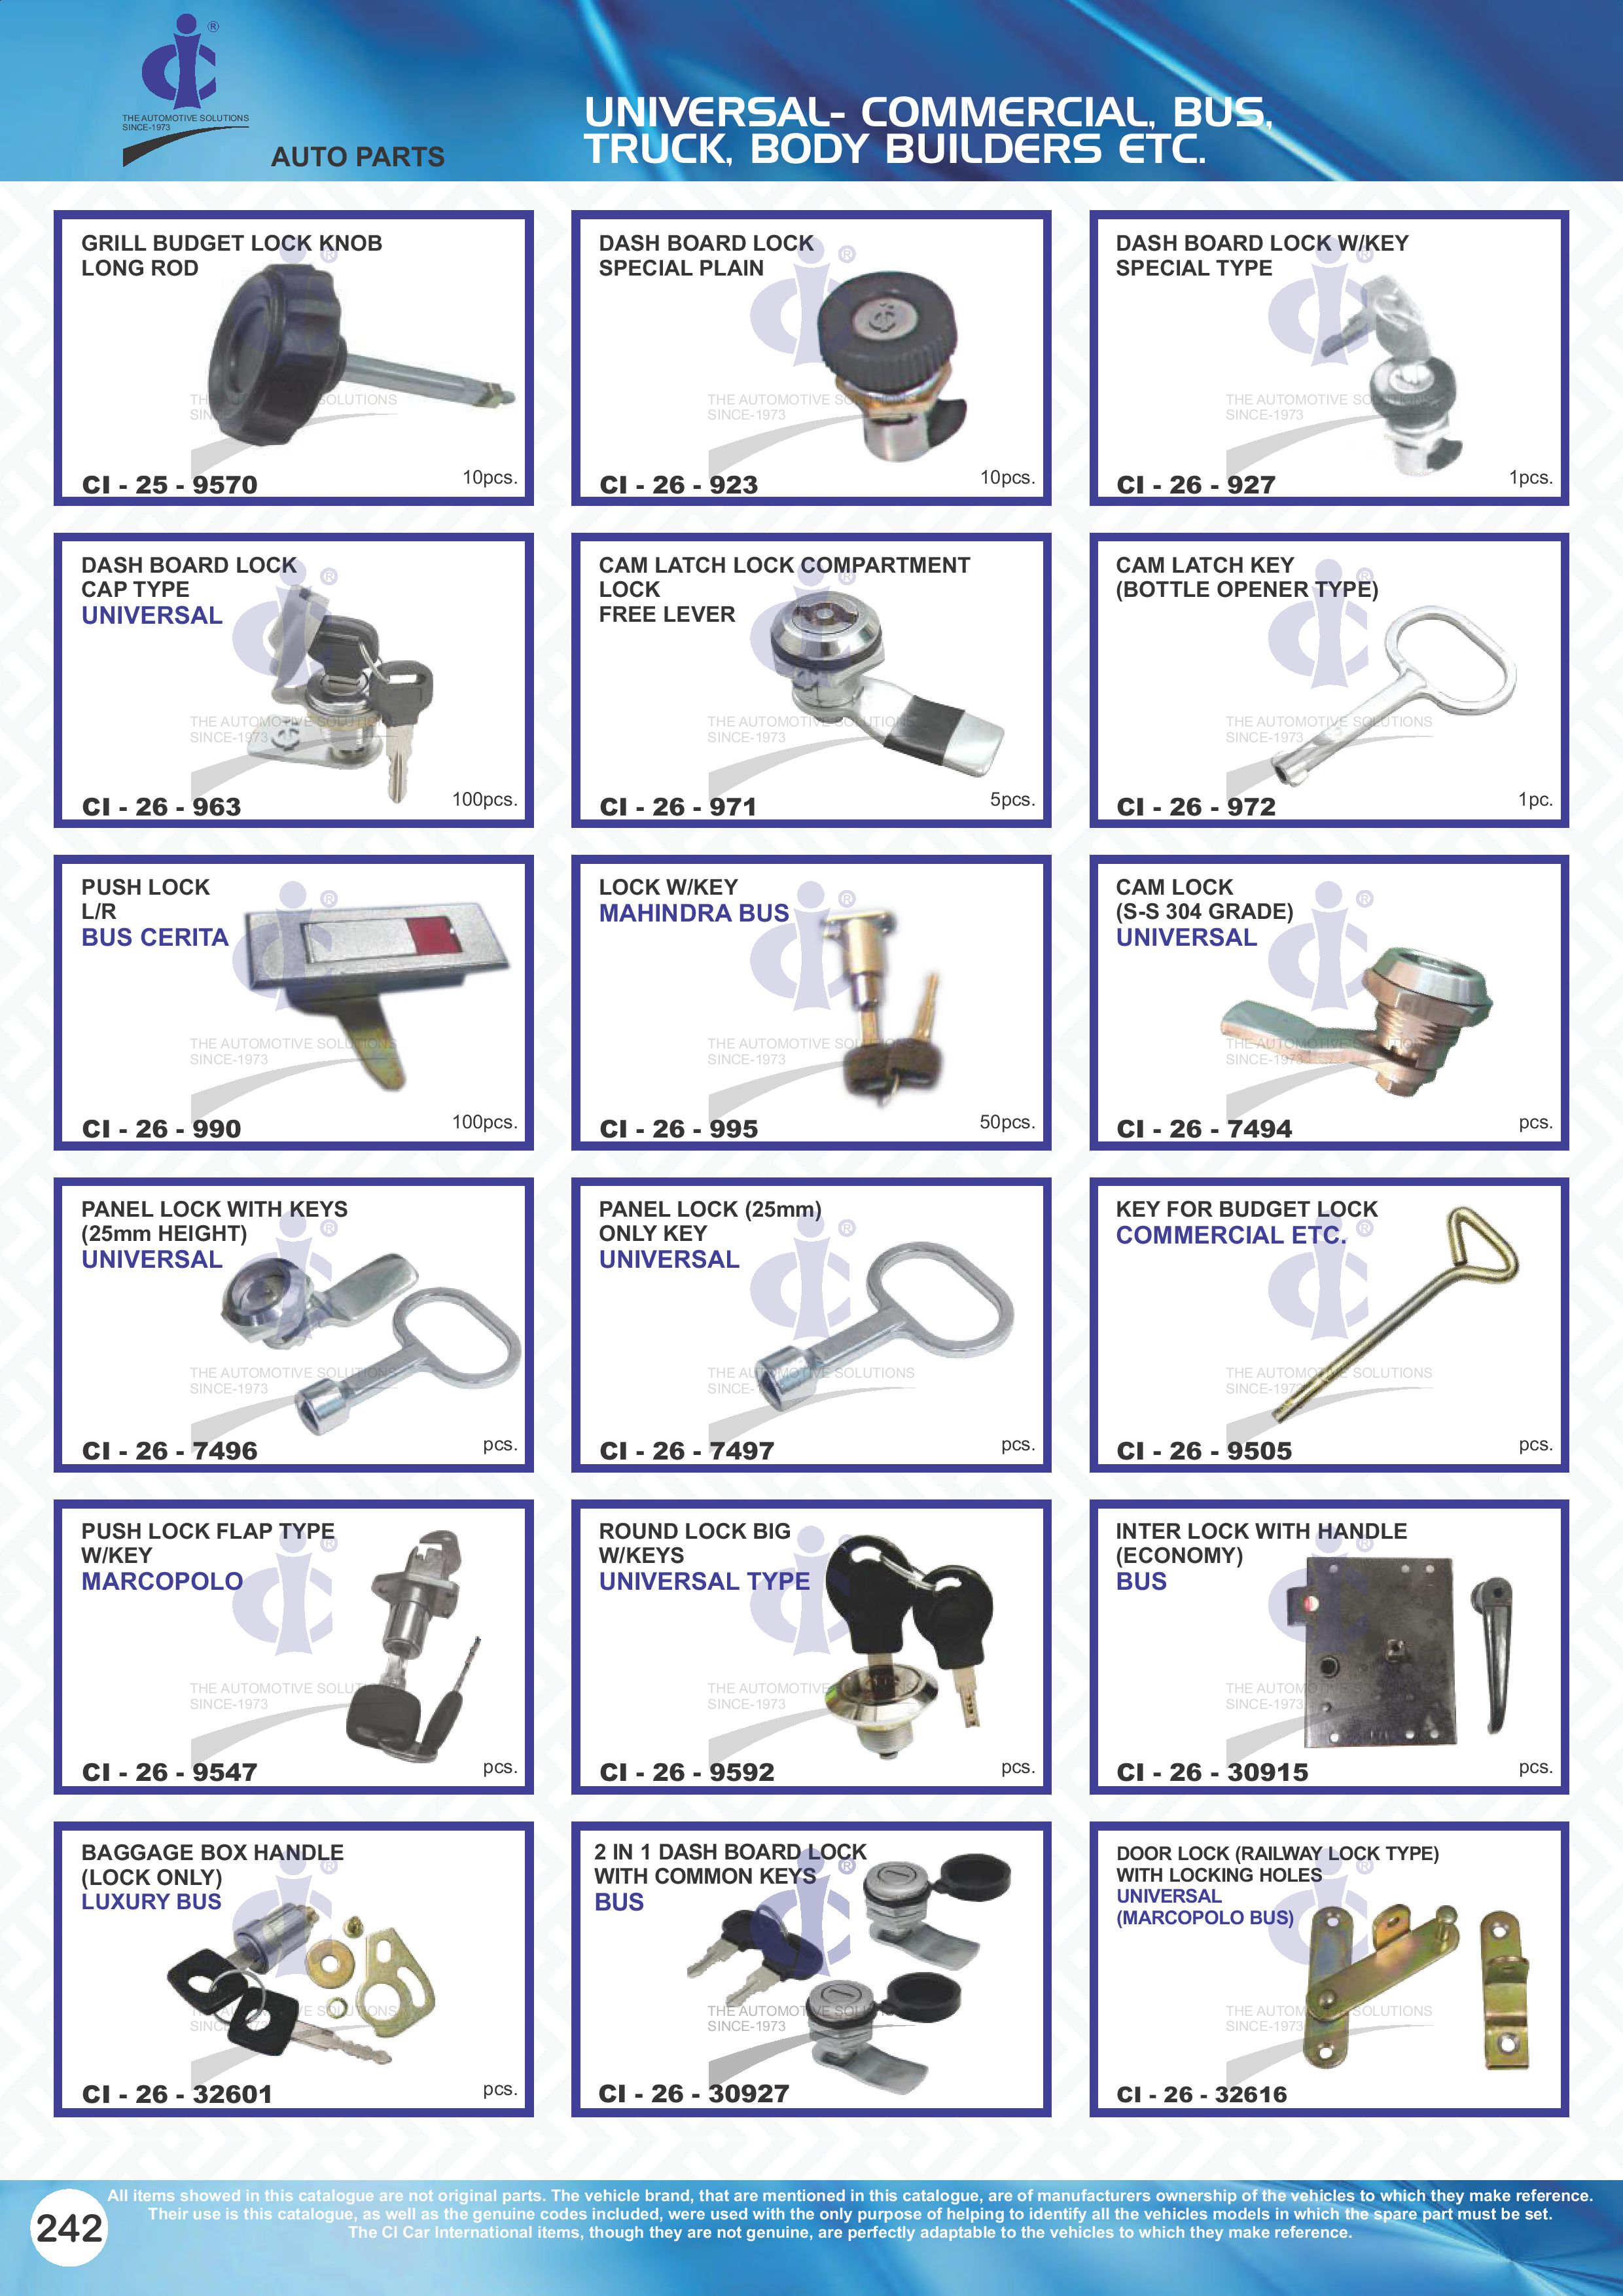 ®
THE AUTOMOTIVE SOLUTIONS
SINCE-1973
AUTO PARTS
UNIVERSAL- COMMERCIAL, BUS,
TRUCK, BODY BUILDERS ETC.
GRILL BUDGET LOCK KNOB
LONG ROD
CI - 25 - 9570
10pcs.
DASH BOARD LOCK
SPECIAL PLAIN
CI - 26 - 923
10pcs.
DASH BOARD LOCK W/KEY
SPECIAL TYPE
CI - 26 - 927
1pcs.
DASH BOARD LOCK
CAP TYPE
UNIVERSAL
CI - 26 - 963
100pcs.
CAM LATCH LOCK COMPARTMENT
LOCK
FREE LEVER
CI - 26 - 971
5pcs.
CAM LATCH KEY
(BOTTLE OPENER TYPE)
CI - 26 - 972
1pc.
PUSH LOCK
L/R
BUS CERITA
CI - 26 - 990
100pcs.
LOCK W/KEY
MAHINDRA BUS
CI - 26 - 995
50pcs.
CAM LOCK
(S-S 304 GRADE)
UNIVERSAL
CI - 26 - 7494
pcs.
PANEL LOCK WITH KEYS
(25mm HEIGHT)
UNIVERSAL
CI - 26 - 7496
pcs.
PANEL LOCK (25mm)
ONLY KEY
UNIVERSAL
CI - 26 - 7497
pcs.
KEY FOR BUDGET LOCK
COMMERCIAL ETC.
CI - 26 - 9505
pcs.
PUSH LOCK FLAP TYPE
W/KEY
MARCOPOLO
CI - 26 - 9547
pcs.
ROUND LOCK BIG
W/KEYS
UNIVERSAL TYPE
CI - 26 - 9592
pcs.
INTER LOCK WITH HANDLE
(ECONOMY)
BUS
CI - 26 - 30915
pcs.
BAGGAGE BOX HANDLE
(LOCK ONLY)
LUXURY BUS
CI - 26 - 32601
pcs.
2 IN 1 DASH BOARD LOCK
WITH COMMON KEYS
BUS
CI - 26 - 30927
DOOR LOCK (RAILWAY LOCK TYPE)
WITH LOCKING HOLES
UNIVERSAL
(MARCOPOLO BUS)
CI - 26 - 32616
242
All items showed in this catalogue are not original parts. The vehicle brand, that are mentioned in this catalogue, are of manufacturers ownership of the vehicles to which they make reference.
Their use is this catalogue, as well as the genuine codes included, were used with the only purpose of helping to identify all the vehicles models in which the spare part must be set.
The CI Car International items, though they are not genuine, are perfectly adaptable to the vehicles to which they make reference.